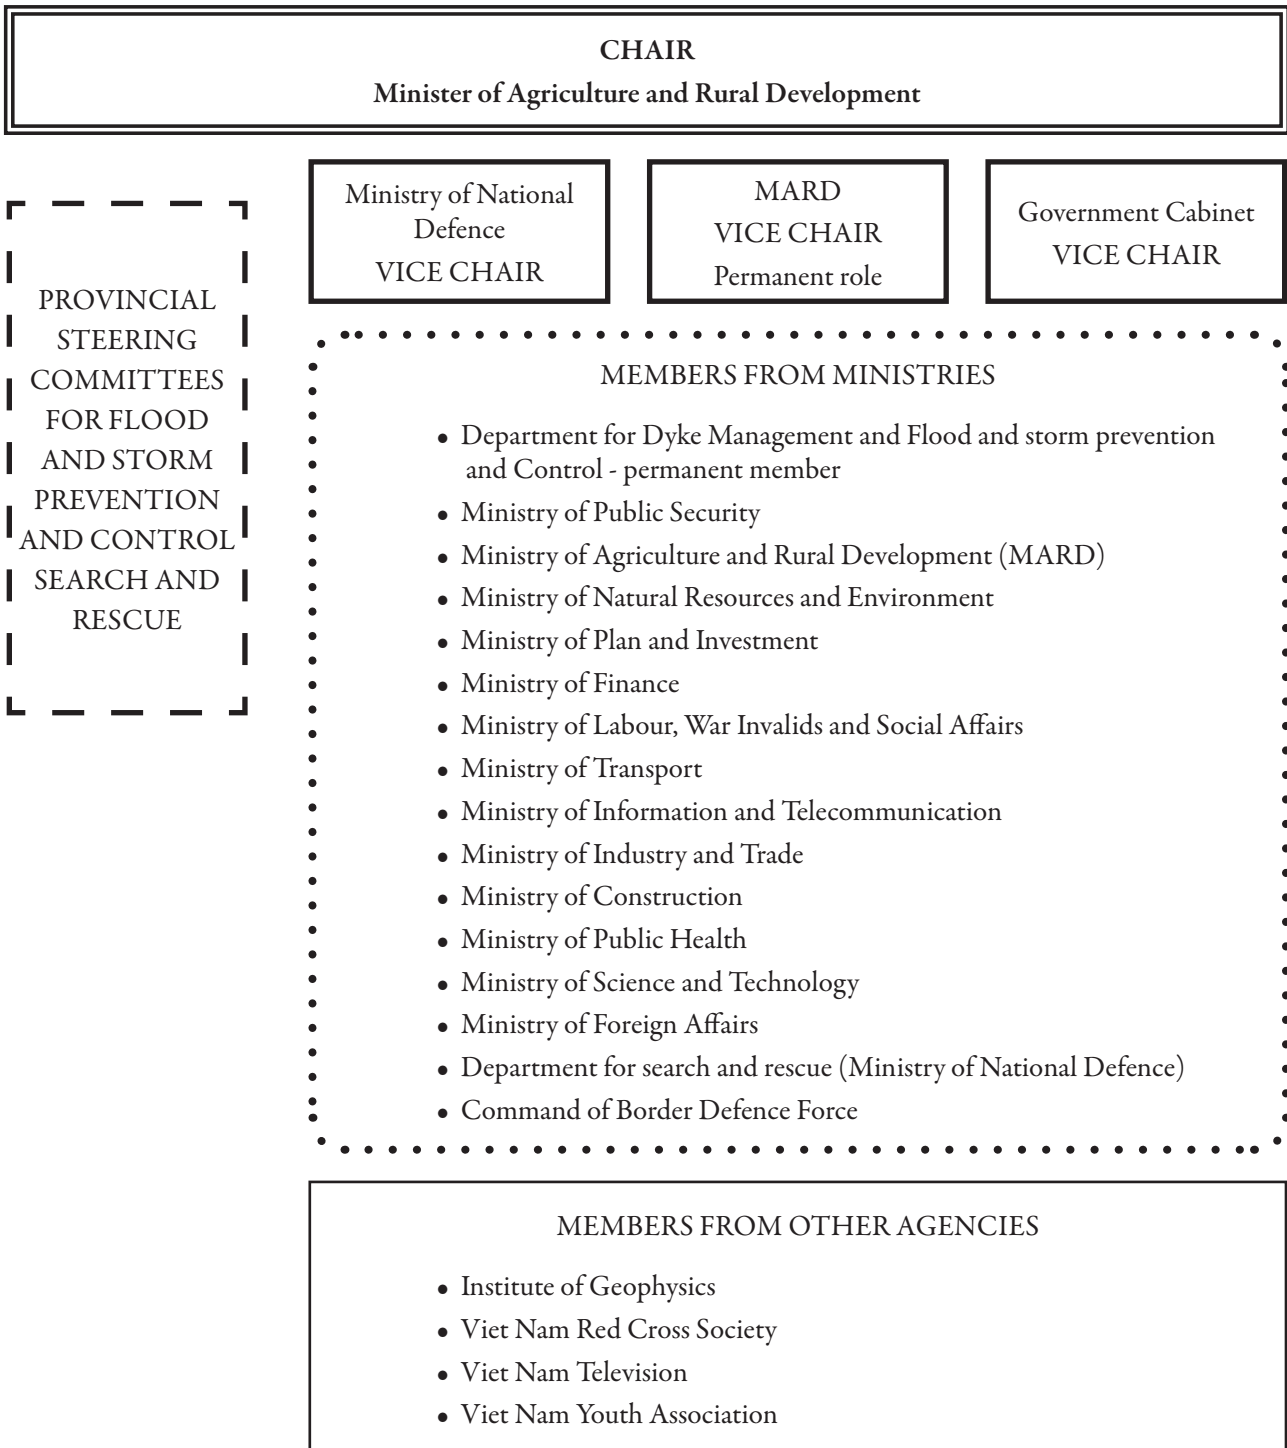 CHAIR
Minister of Agriculture and Rural Development
PROVINCIAL
STEERING
COMMITTEES
FOR FLOOD
AND STORM
PREVENTION
AND CONTROL
SEARCH AND
RESCUE
Ministry of National
Defence
VICE CHAIR
MARD
VICE CHAIR
Permanent role
Government Cabinet
VICE CHAIR
MEMBERS FROM MINISTRIES
• Department for Dyke Management and Flood and storm prevention
and Control - permanent member
• Ministry of Public Security
• Ministry of Agriculture and Rural Development (MARD)
• Ministry of Natural Resources and Environment
• Ministry of Plan and Investment
• Ministry of Finance
• Ministry of Labour, War Invalids and Social Affairs
• Ministry of Transport
• Ministry of Information and Telecommunication
• Ministry of Industry and Trade
• Ministry of Construction
• Ministry of Public Health
• Ministry of Science and Technology
• Ministry of Foreign Affairs
• Department for search and rescue (Ministry of National Defence)
• Command of Border Defence Force
MEMBERS FROM OTHER AGENCIES
• Institute of Geophysics
• Viet Nam Red Cross Society
• Viet Nam Television
• Viet Nam Youth Association